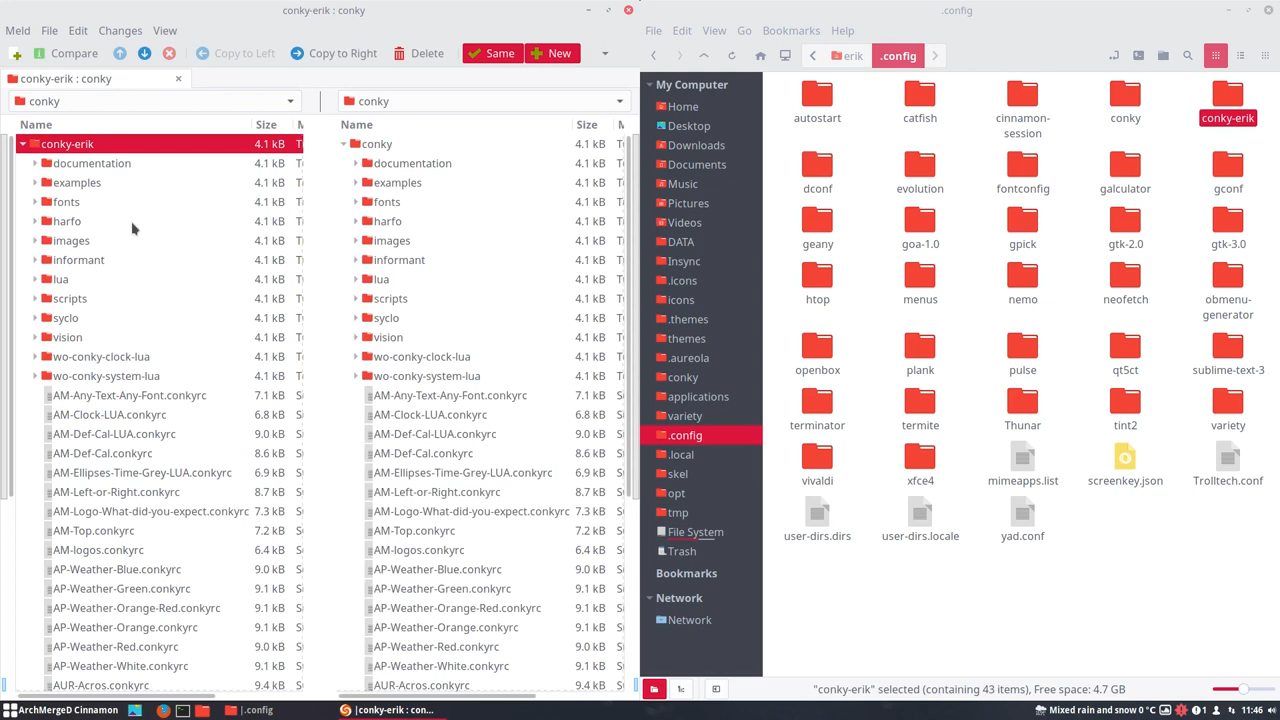 conky-erik : conky
Meld File Edit Changes View
Compare Copy to Left Copy to Right Delete Same New
conky-erik : conky
conky conky
Name Size Name Size
conky-erik 4.1 kB conky 4.1 kB
documentation 4.1 kB documentation 4.1 kB
examples 4.1 kB examples 4.1 kB
fonts 4.1 kB fonts 4.1 kB
harfo 4.1 kB harfo 4.1 kB
images 4.1 kB images 4.1 kB
informant 4.1 kB informant 4.1 kB
lua 4.1 kB lua 4.1 kB
scripts 4.1 kB scripts 4.1 kB
syclo 4.1 kB syclo 4.1 kB
vision 4.1 kB vision 4.1 kB
wo-conky-clock-lua 4.1 kB wo-conky-clock-lua 4.1 kB
wo-conky-system-lua 4.1 kB wo-conky-system-lua 4.1 kB
AM-Any-Text-Any-Font.conkyrc 7.1 kB AM-Any-Text-Any-Font.conkyrc 7.1 kB
AM-Clock-LUA.conkyrc 6.8 kB AM-Clock-LUA.conkyrc 6.8 kB
AM-Def-Cal-LUA.conkyrc 9.0 kB AM-Def-Cal-LUA.conkyrc 9.0 kB
AM-Def-Cal.conkyrc 8.6 kB AM-Def-Cal.conkyrc 8.6 kB
AM-Ellipses-Time-Grey-LUA.conkyrc 6.9 kB AM-Ellipses-Time-Grey-LUA.conkyrc 6.9 kB
AM-Left-or-Right.conkyrc 8.7 kB AM-Left-or-Right.conkyrc 8.7 kB
AM-Logo-What-did-you-expect.conkyrc 7.3 kB AM-Logo-What-did-you-expect.conkyrc 7.3 kB
AM-Top.conkyrc 7.2 kB AM-Top.conkyrc 7.2 kB
AM-logos.conkyrc 6.4 kB AM-logos.conkyrc 6.4 kB
AP-Weather-Blue.conkyrc 9.0 kB AP-Weather-Blue.conkyrc 9.0 kB
AP-Weather-Green.conkyrc 9.1 kB AP-Weather-Green.conkyrc 9.1 kB
AP-Weather-Orange-Red.conkyrc 9.1 kB AP-Weather-Orange-Red.conkyrc 9.1 kB
AP-Weather-Orange.conkyrc 9.1 kB AP-Weather-Orange.conkyrc 9.1 kB
AP-Weather-Red.conkyrc 9.0 kB AP-Weather-Red.conkyrc 9.0 kB
AP-Weather-White.conkyrc 9.1 kB AP-Weather-White.conkyrc 9.1 kB
AUR-Acros.conkyrc 9.4 kB AUR-Acros.conkyrc 9.4 kB
.config
File Edit View Go Bookmarks Help
erik .config
My Computer
Home
Desktop
Downloads
Documents
Music
Pictures
Videos
DATA
Insync
.icons
icons
.themes
themes
.aureola
conky
applications
variety
.config
.local
skel
opt
tmp
File System
Trash
Bookmarks
Network
Network
autostart catfish cinnamon-session conky conky-erik
dconf evolution fontconfig galculator gconf
geany goa-1.0 gpick gtk-2.0 gtk-3.0
htop menus nemo neofetch obmenu-generator
openbox plank pulse qt5ct sublime-text-3
terminator termite Thunar tint2 variety
vivaldi xfce4 mimeapps.list screenkey.json Trolltech.conf
user-dirs.dirs user-dirs.locale yad.conf
"conky-erik" selected (containing 43 items), Free space: 4.7 GB
ArchMergeD Cinnamon |.config |conky-erik : con... Mixed rain and snow 0 °C 1 11:46